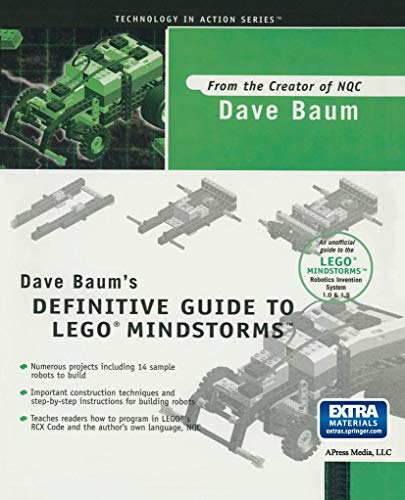 TECHNOLOGY IN ACTION SERIES™
From the Creator of NQC
Dave Baum
An unofficial
guide to the
LEGO®
MINDSTORMS™
Robotics Invention
System
1.0 & 1.5
Dave Baum's
DEFINITIVE GUIDE TO
LEGO® MINDSTORMS™
Numerous projects including 14 sample
robots to build
Important construction techniques and
step-by-step instructions for building robots
Teaches readers how to program in LEGO®'s
RCX Code and the author's own language, NQC
EXTRA
MATERIALS
extras.springer.com
APress Media, LLC